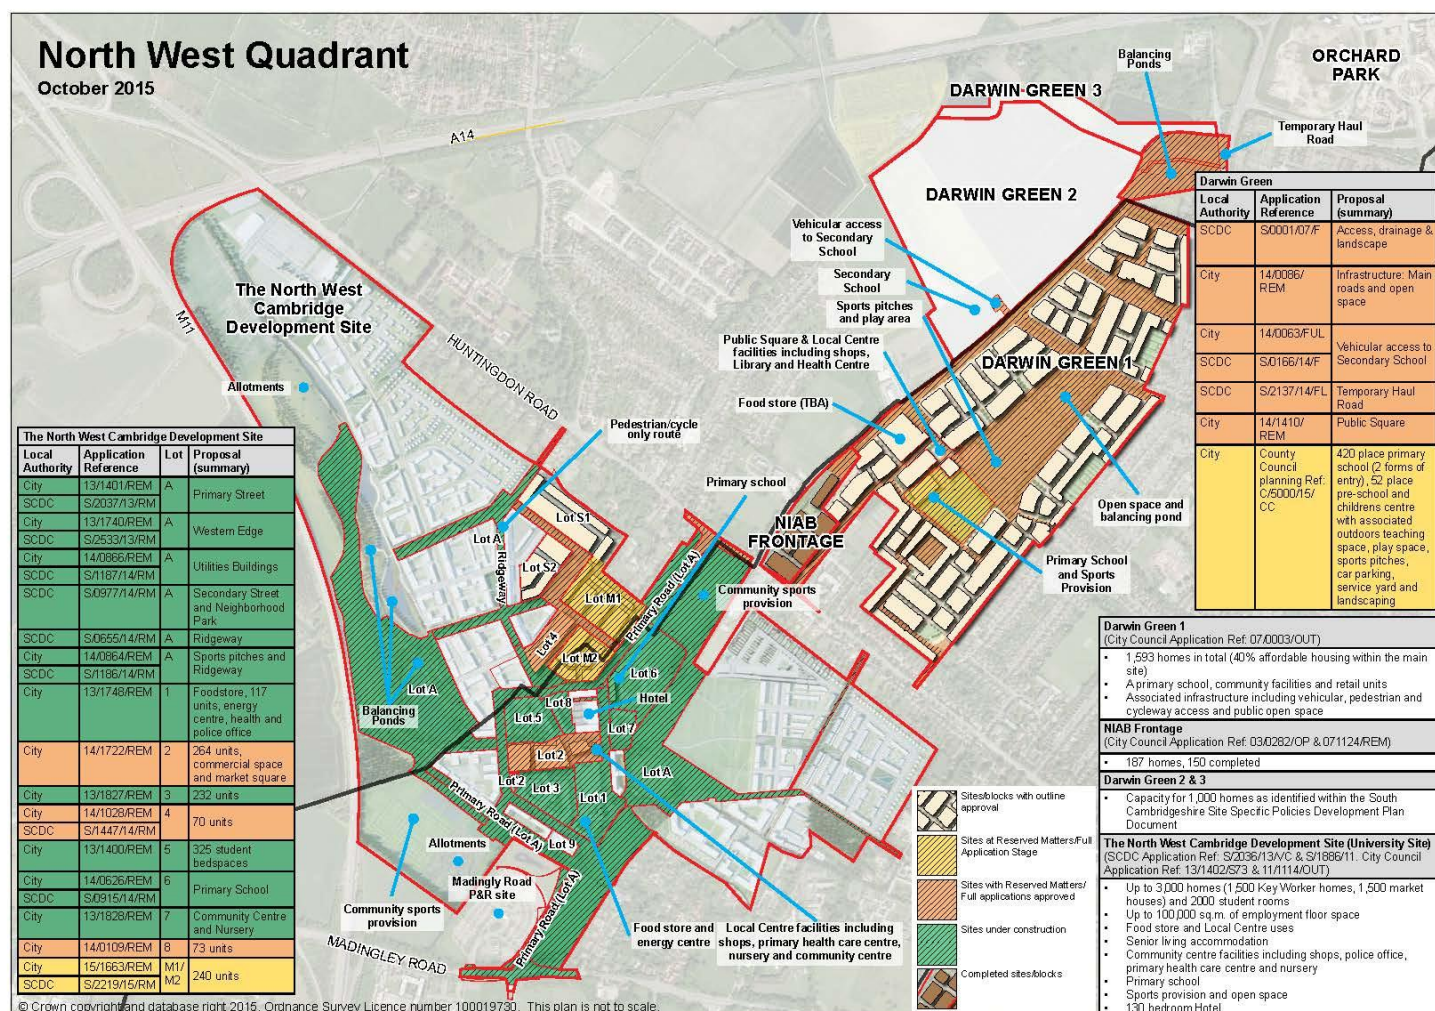 North West Quadrant
October 2015
A14
M11
HUNTINGDON ROAD
MADINGLEY ROAD
ORCHARD
PARK
Balancing
Ponds
DARWIN GREEN 3
Temporary Haul
Road
DARWIN GREEN 2
Vehicular access
to Secondary
School
Secondary
School
Sports pitches
and play area
Public Square & Local Centre
facilities including shops,
Library and Health Centre
DARWIN GREEN 1
Food store (TBA)
The North West
Cambridge
Development Site
Allotments
Pedestrian/cycle
only route
Primary school
NIAB
FRONTAGE
Open space and
balancing pond
Primary School
and Sports
Provision
Community sports
provision
Lot S1
Lot A
Ridgeway
Lot S2
Lot M1
Primary Road (Lot A)
Lot 4
Lot M2
Lot 6
Lot A
Balancing
Ponds
Lot 8
Hotel
Lot 5
Lot 7
Lot 2
Lot A
Lot 2
Lot 3
Lot 1
Primary Road (Lot A)
Lot 9
Allotments
Madingly Road
P&R site
Primary Road (Lot A)
Community sports
provision
Food store and
energy centre
Local Centre facilities including
shops, primary health care centre,
nursery and community centre
The North West Cambridge Development Site
Local Authority Application Reference Lot Proposal (summary)
City 13/1401/REM A Primary Street
SCDC S/2037/13/RM
City 13/1740/REM A Western Edge
SCDC S/2533/13/RM
City 14/0866/REM A Utilities Buildings
SCDC S/1187/14/RM
SCDC S/0977/14/RM A Secondary Street
and Neighborhood
Park
SCDC S/0655/14/RM A Ridgeway
City 14/0864/REM A Sports pitches and
SCDC S/1186/14/RM Ridgeway
City 13/1748/REM 1 Foodstore, 117
units, energy
centre, health and
police office
City 14/1722/REM 2 264 units,
commercial space
and market square
City 13/1827/REM 3 232 units
City 14/1028/REM 4 70 units
SCDC S/1447/14/RM
City 13/1400/REM 5 325 student
bedspaces
City 14/0626/REM 6 Primary School
SCDC S/0915/14/RM
City 13/1828/REM 7 Community Centre
and Nursery
City 14/0109/REM 8 73 units
City 15/1663/REM M1/ 240 units
SCDC S/2219/15/RM M2
Darwin Green
Local Authority Application Reference Proposal (summary)
SCDC S/0001/07/F Access, drainage &
landscape
City 14/0086/ Infrastructure: Main
REM roads and open
space
City 14/0063/FUL Vehicular access to
SCDC S/0166/14/F Secondary School
SCDC S/2137/14/FL Temporary Haul
Road
City 14/1410/ Public Square
REM
City County 420 place primary
Council school (2 forms of
planning Ref: entry), 52 place
C/5000/15/ pre-school and
CC childrens centre
with associated
outdoors teaching
space, play space,
sports pitches,
car parking,
service yard and
landscaping
Darwin Green 1
(City Council Application Ref: 07/0003/OUT)
• 1,593 homes in total (40% affordable housing within the main
site)
• A primary school, community facilities and retail units
• Associated infrastructure including vehicular, pedestrian and
cycleway access and public open space
NIAB Frontage
(City Council Application Ref: 03/0282/OP & 071124/REM)
• 187 homes, 150 completed
Darwin Green 2 & 3
• Capacity for 1,000 homes as identified within the South
Cambridgeshire Site Specific Policies Development Plan
Document
The North West Cambridge Development Site (University Site)
(SCDC Application Ref: S/2036/13/VC & S/1886/11. City Council
Application Ref: 13/1402/S73 & 11/1114/OUT)
• Up to 3,000 homes (1,500 Key Worker homes, 1,500 market
houses) and 2000 student rooms
• Up to 100,000 sq.m. of employment floor space
• Food store and Local Centre uses
• Senior living accommodation
• Community centre facilities including shops, police office,
primary health care centre and nursery
• Primary school
• Sports provision and open space
• 130 bedroom Hotel
Sites/blocks with outline
approval
Sites at Reserved Matters/Full
Application Stage
Sites with Reserved Matters/
Full applications approved
Sites under construction
Completed sites/blocks
© Crown copyright and database right 2015. Ordnance Survey Licence number 100019730. This plan is not to scale.